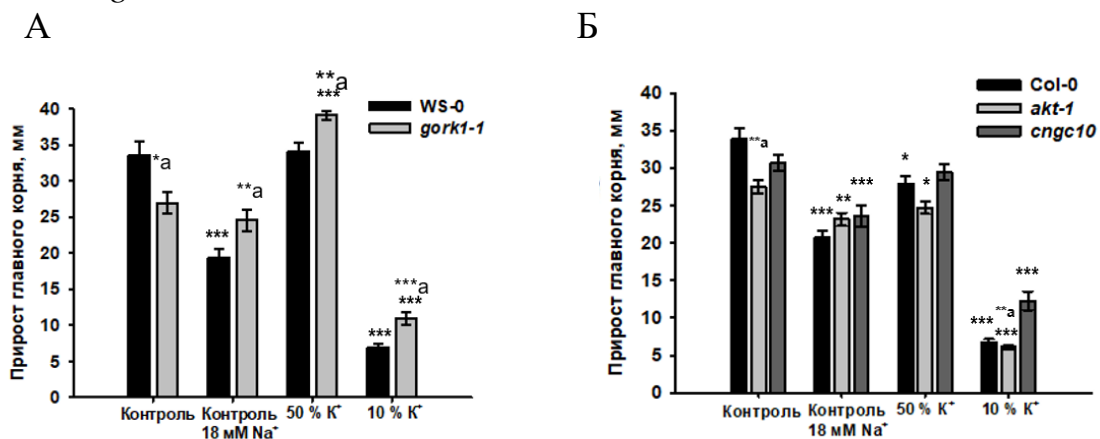 А
Б
Прирост главного корня, мм
40
35
30
25
20
15
10
5
0
WS-0
gork1-1
*a
***
**a
**a
***
***
***a
***
Контроль
Контроль
18 мМ Na⁺
50 % K⁺
10 % K⁺
Прирост главного корня, мм
40
35
30
25
20
15
10
5
0
Col-0
akt-1
cngc10
**a
***
**
***
*
*
***
**a
***
***
Контроль
Контроль
18 мМ Na⁺
50 % K⁺
10 % K⁺